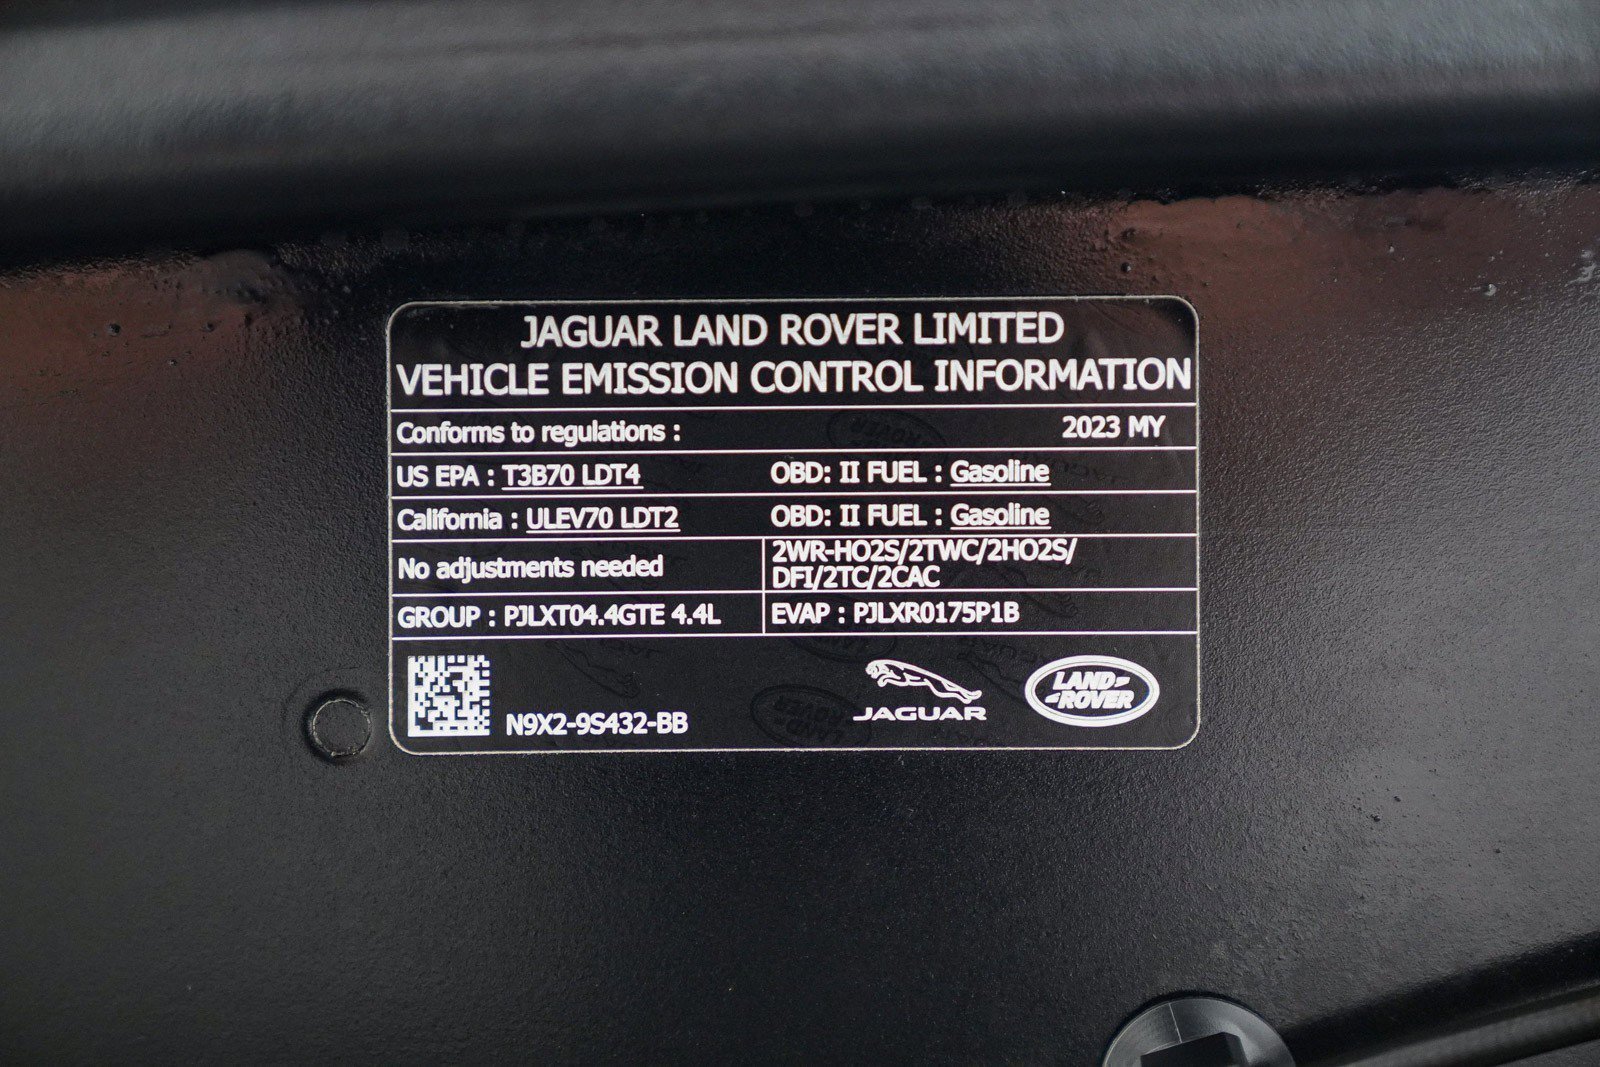 JAGUAR LAND ROVER LIMITED
VEHICLE EMISSION CONTROL INFORMATION
Conforms to regulations : 2023 MY
US EPA : T3B70 LDT4 OBD: II FUEL : Gasoline
California : ULEV70 LDT2 OBD: II FUEL : Gasoline
No adjustments needed
2WR-HO2S/2TWC/2HO2S/
DFI/2TC/2CAC
GROUP : PJLXT04.4GTE 4.4L EVAP : PJLXR0175P1B
N9X2-9S432-BB
JAGUAR
LAND
ROVER